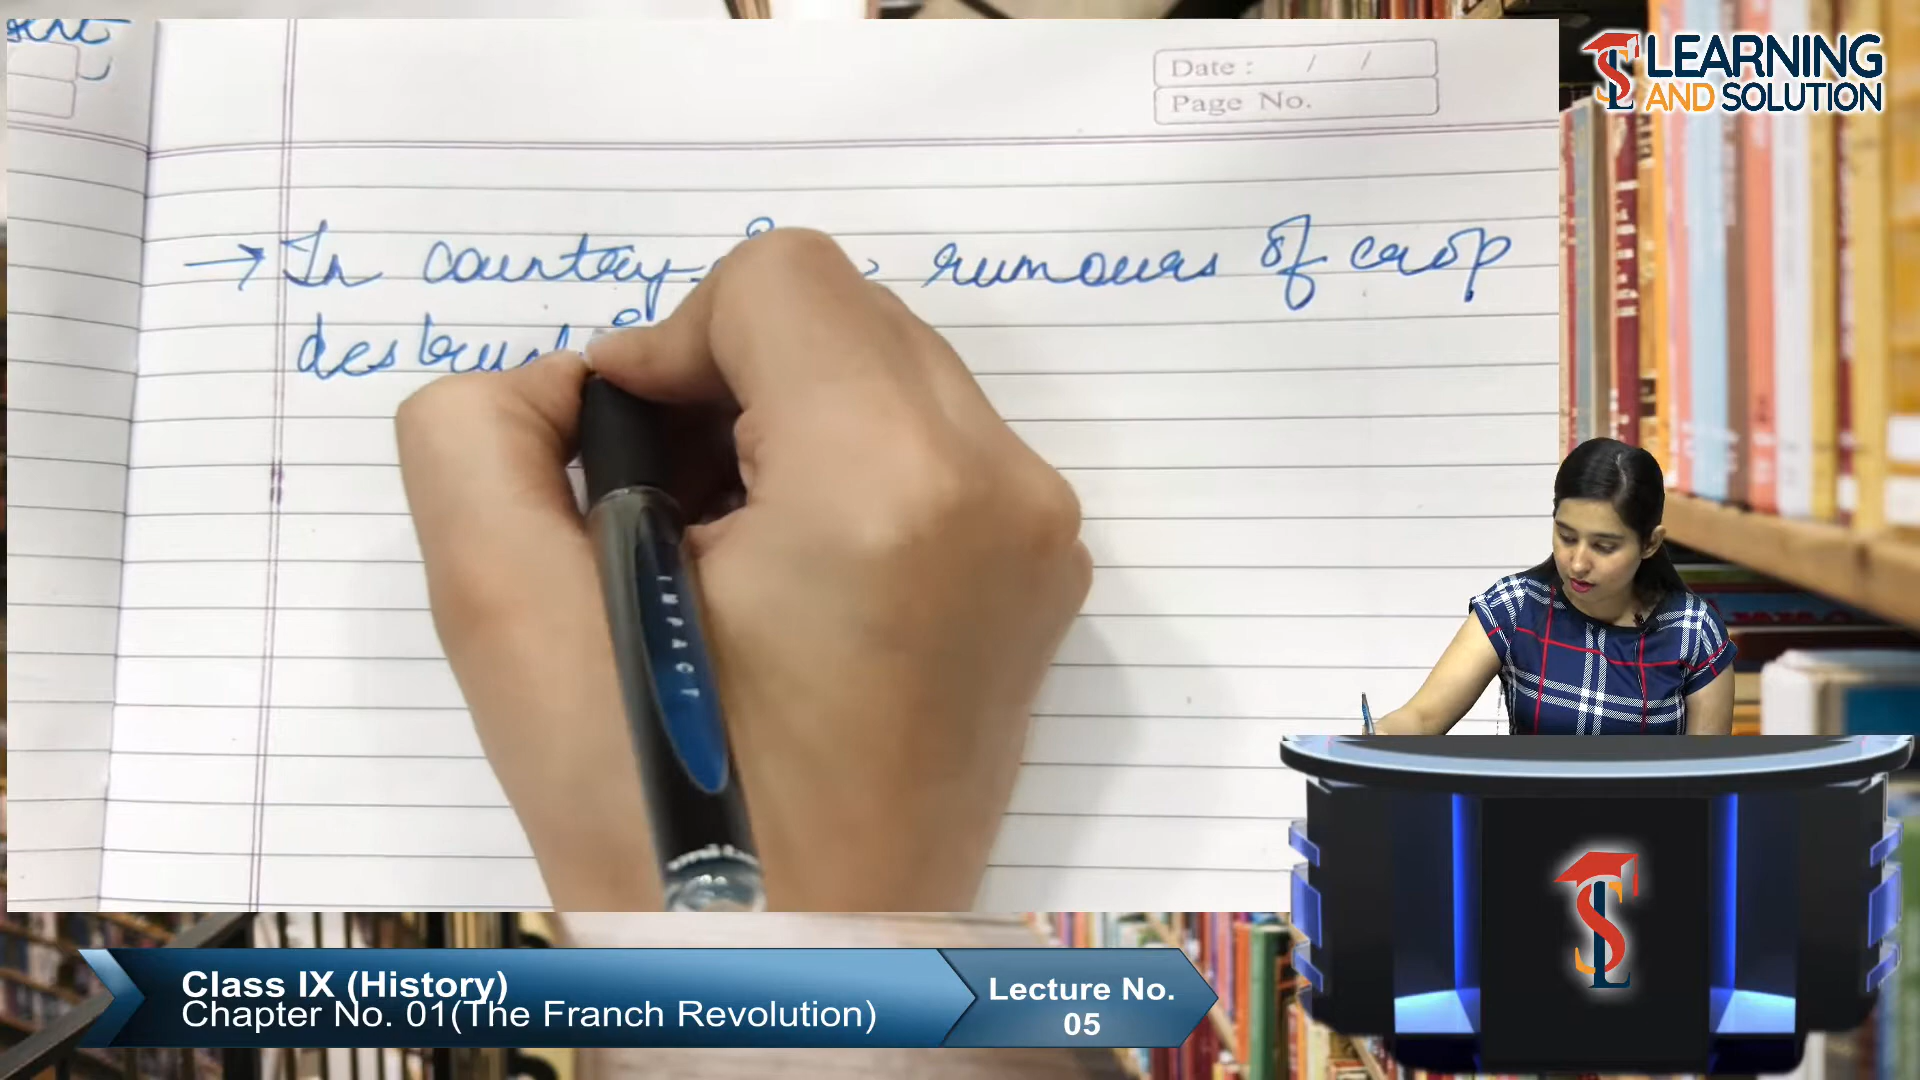 Date : / /
Page No.
LEARNING
AND SOLUTION
→ In country rumours of crop
IMPACT
Class IX (History)
Chapter No. 01(The Franch Revolution)
Lecture No.
05